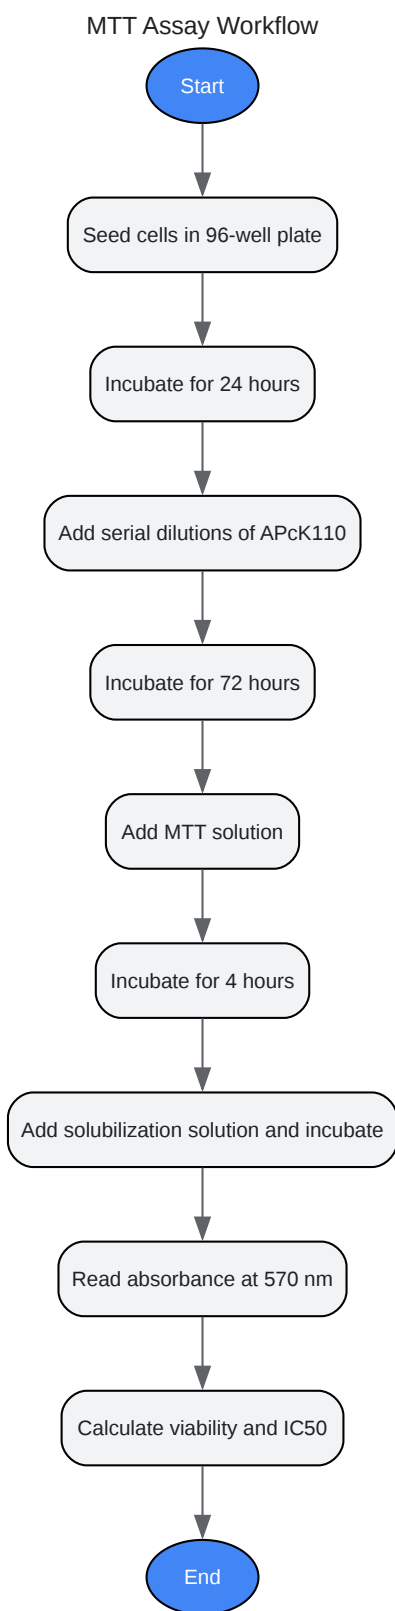 MTT Assay Workflow
Start
Seed cells in 96-well plate
Incubate for 24 hours
Add serial dilutions of APcK110
Incubate for 72 hours
Add MTT solution
Incubate for 4 hours
Add solubilization solution and incubate
Read absorbance at 570 nm
Calculate viability and IC50
End